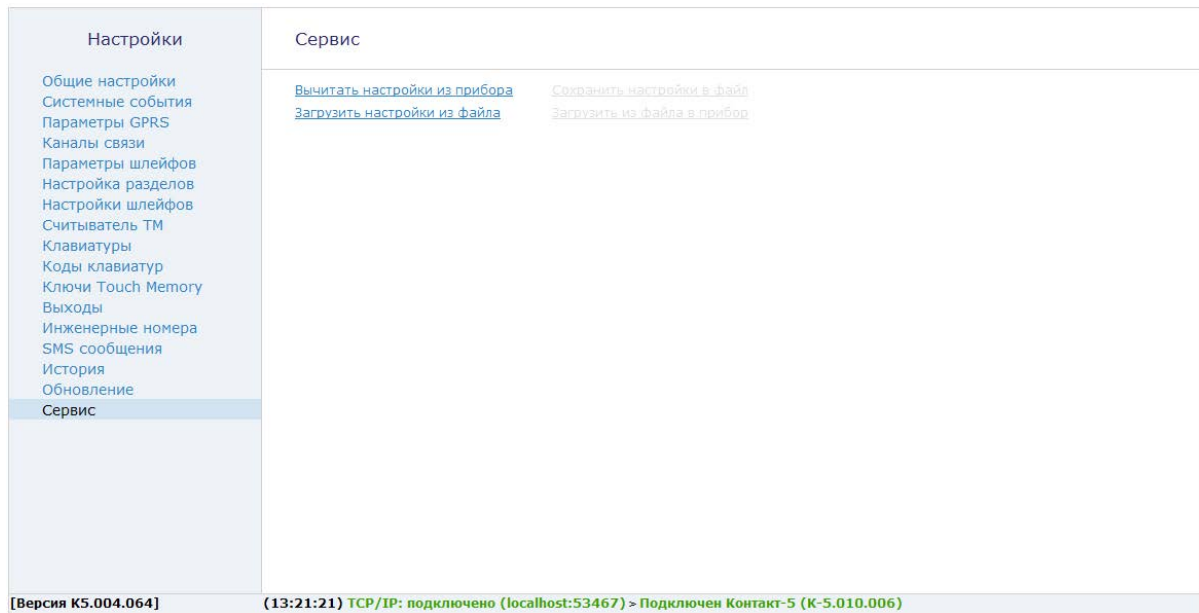 Настройки
Общие настройки
Системные события
Параметры GPRS
Каналы связи
Параметры шлейфов
Настройка разделов
Настройки шлейфов
Считыватель ТМ
Клавиатуры
Коды клавиатур
Ключи Touch Memory
Выходы
Инженерные номера
SMS сообщения
История
Обновление
Сервис
Сервис
Вычитать настройки из прибора Сохранить настройки в файл
Загрузить настройки из файла Загрузить из файла в прибор
[Версия K5.004.064] (13:21:21) TCP/IP: подключено (localhost:53467) > Подключен Контакт-5 (K-5.010.006)